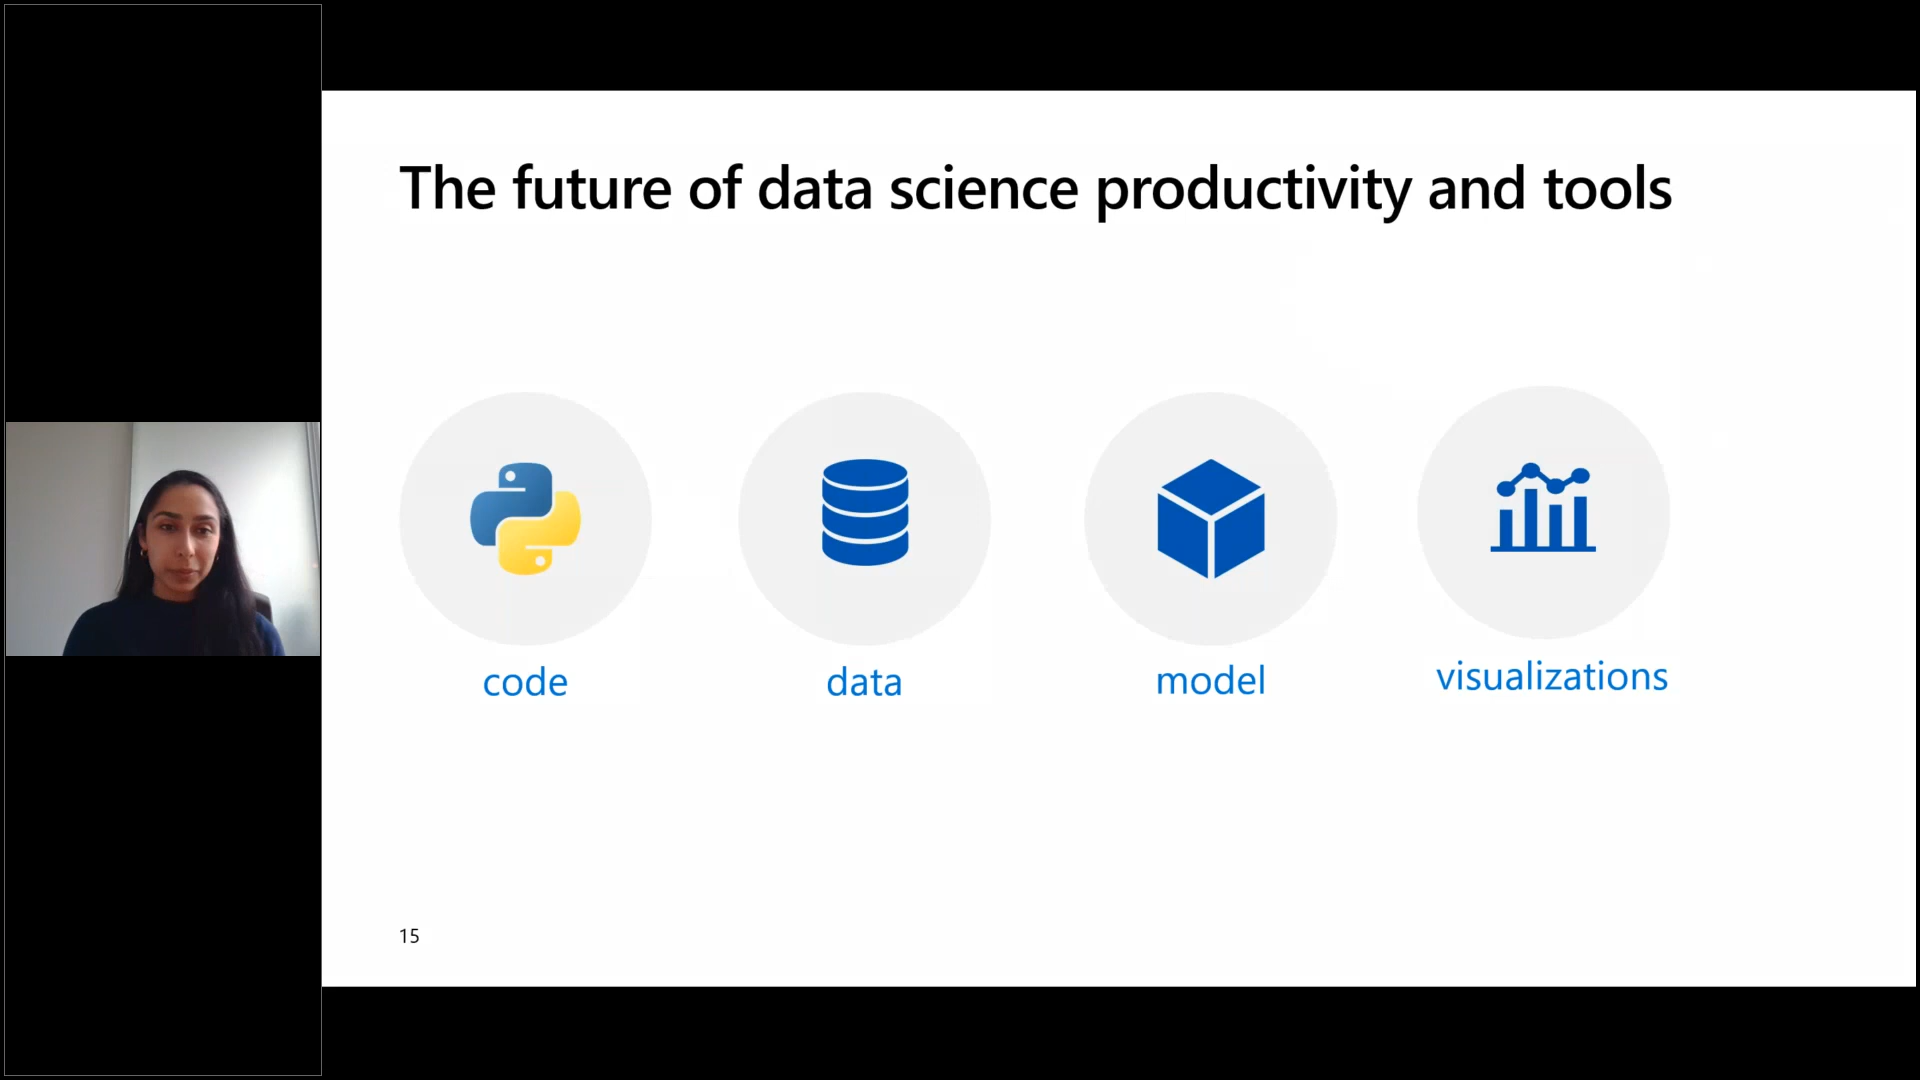 The future of data science productivity and tools
code
data
model
visualizations
15